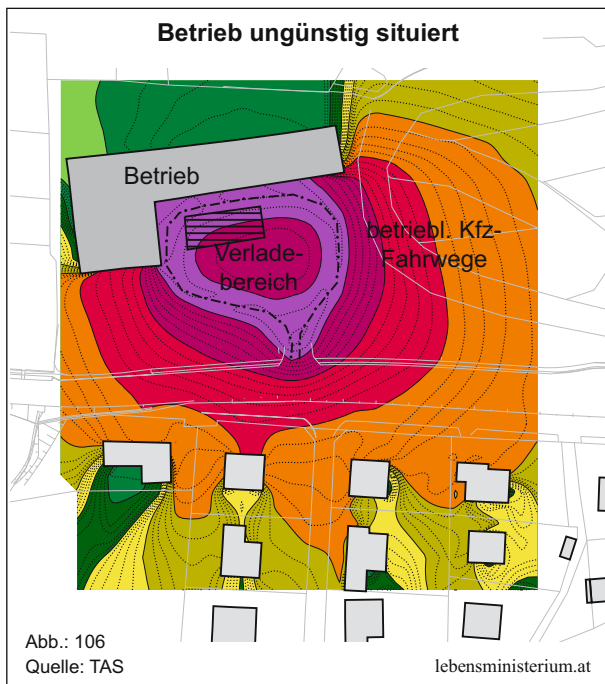 Betrieb ungünstig situiert
Betrieb
betriebl. Kfz-
Fahrwege
Verlade-
bereich
Abb.: 106
Quelle: TAS
lebensministerium.at